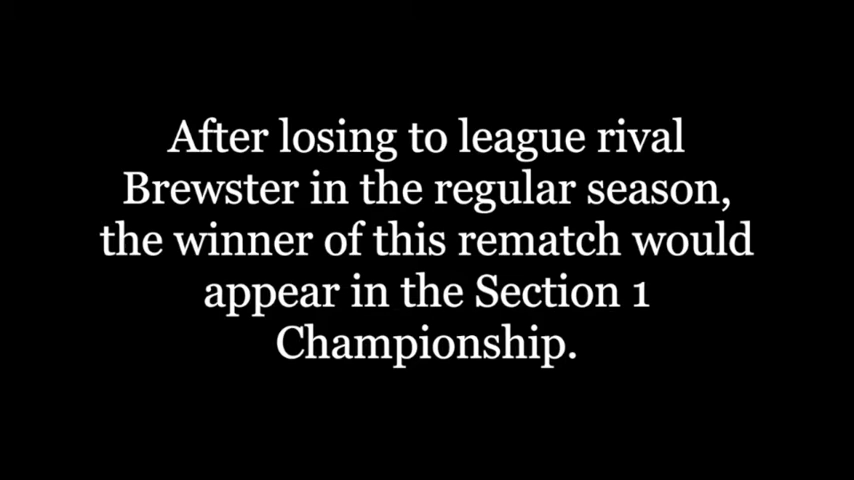 After losing to league rival
Brewster in the regular season,
the winner of this rematch would
appear in the Section 1
Championship.